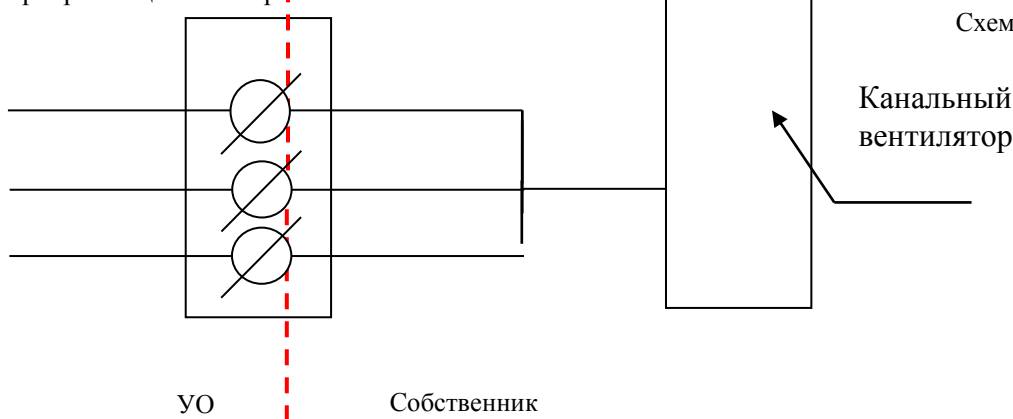 Схем
Канальный
вентилятор
УО
Собственник